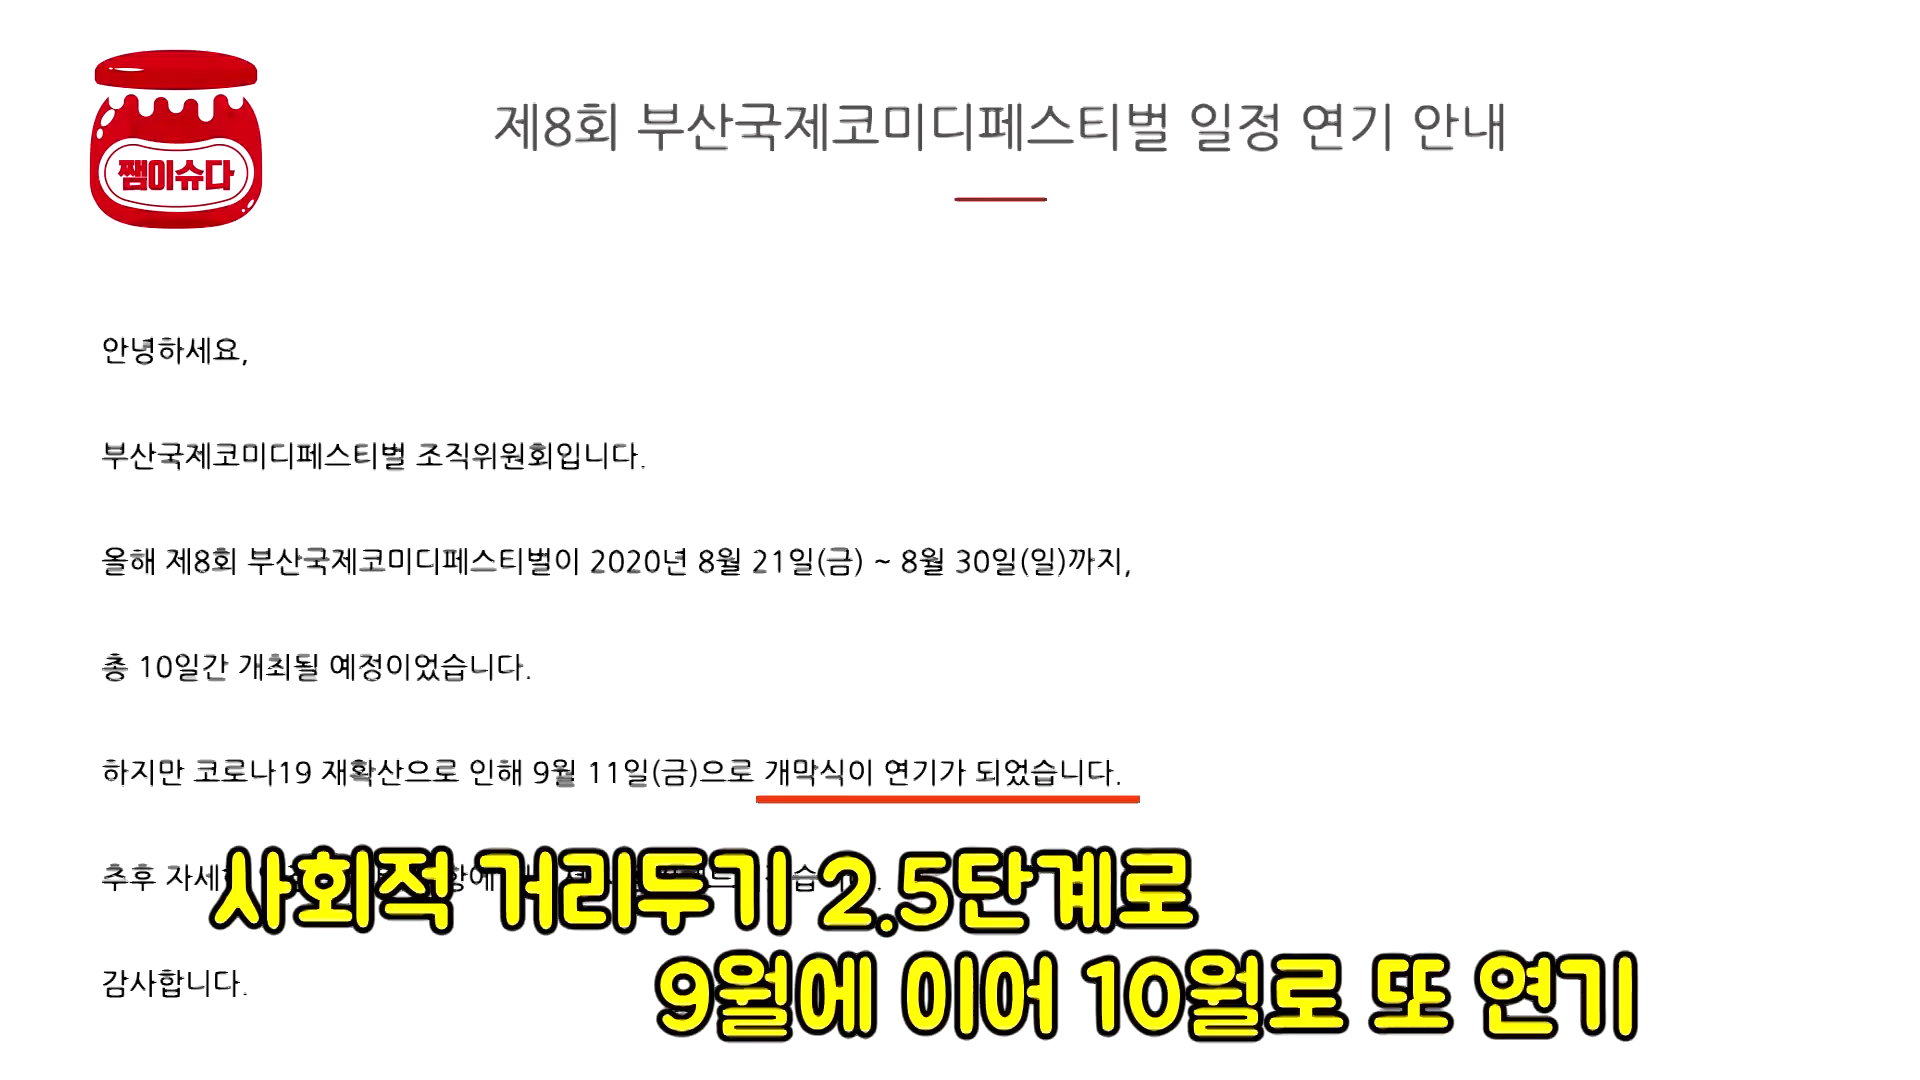 쨈이슈다
제8회 부산국제코미디페스티벌 일정 연기 안내
안녕하세요,
부산국제코미디페스티벌 조직위원회입니다.
올해 제8회 부산국제코미디페스티벌이 2020년 8월 21일(금) ~ 8월 30일(일)까지,
총 10일간 개최될 예정이었습니다.
하지만 코로나19 재확산으로 인해 9월 11일(금)으로 개막식이 연기가 되었습니다.
추후
사회적 거리두기 2.5단계로
감사합니다.
9월에 이어 10월로 또 연기